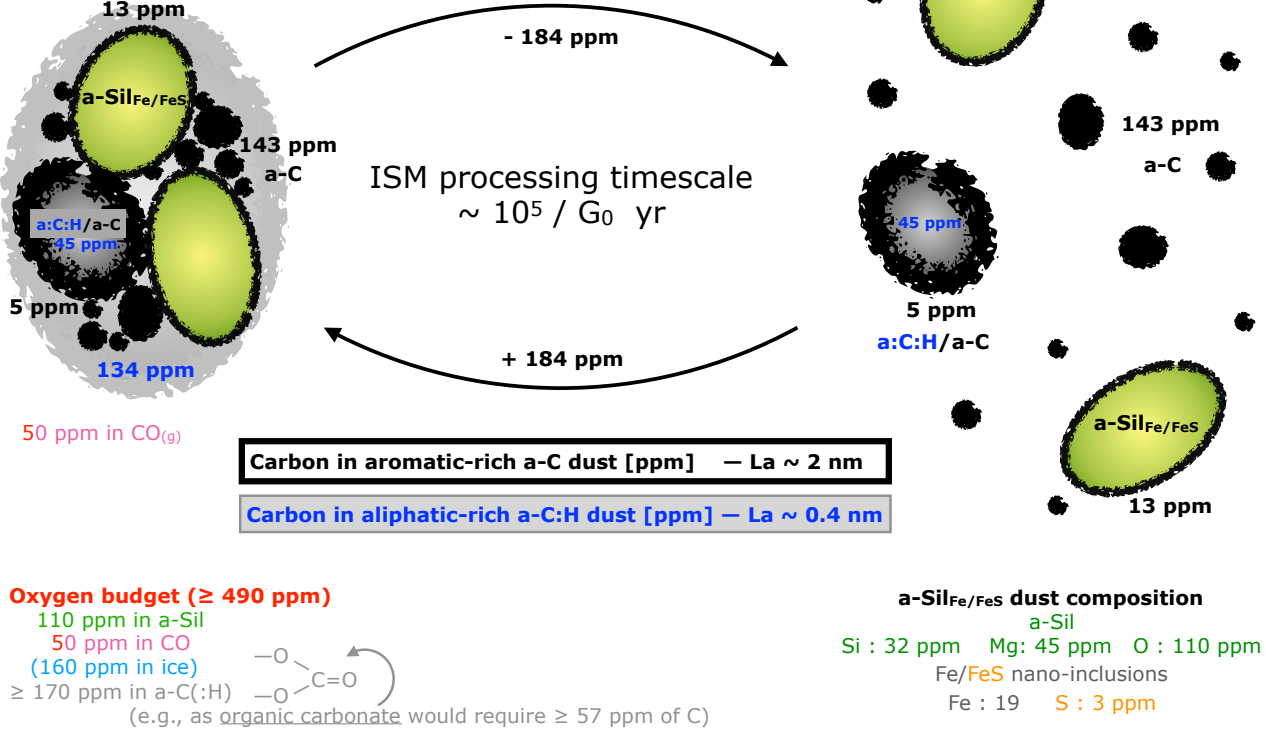 13 ppm
a-SilFe/FeS
143 ppm
a-C
a:C:H/a-C
45 ppm
5 ppm
134 ppm
50 ppm in CO(g)
- 184 ppm
ISM processing timescale
~ 10⁵ / G₀ yr
+ 184 ppm
143 ppm
a-C
45 ppm
5 ppm
a:C:H/a-C
a-SilFe/FeS
13 ppm
Carbon in aromatic-rich a-C dust [ppm] — La ~ 2 nm
Carbon in aliphatic-rich a-C:H dust [ppm] — La ~ 0.4 nm
Oxygen budget (≥ 490 ppm)
110 ppm in a-Sil
50 ppm in CO
(160 ppm in ice)
≥ 170 ppm in a-C(:H)
—O
C=O
—O
(e.g., as organic carbonate would require ≥ 57 ppm of C)
a-SilFe/FeS dust composition
a-Sil
Si : 32 ppm Mg: 45 ppm O : 110 ppm
Fe/FeS nano-inclusions
Fe : 19 S : 3 ppm